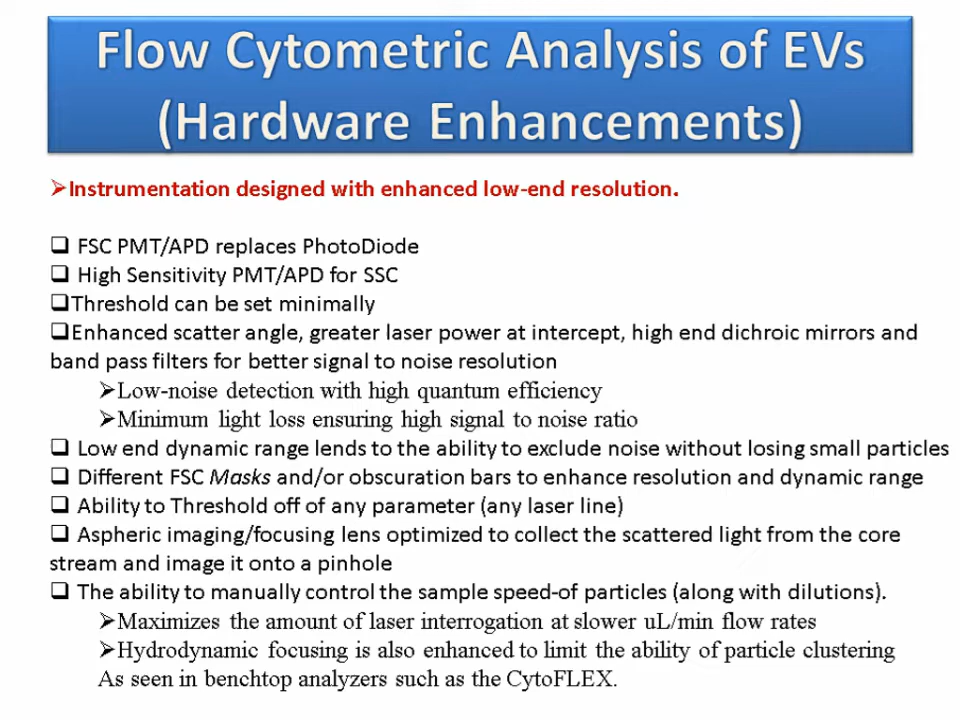 Flow Cytometric Analysis of EVs
(Hardware Enhancements)
➢Instrumentation designed with enhanced low-end resolution.
❑ FSC PMT/APD replaces PhotoDiode
❑ High Sensitivity PMT/APD for SSC
❑Threshold can be set minimally
❑Enhanced scatter angle, greater laser power at intercept, high end dichroic mirrors and
band pass filters for better signal to noise resolution
➢Low-noise detection with high quantum efficiency
➢Minimum light loss ensuring high signal to noise ratio
❑ Low end dynamic range lends to the ability to exclude noise without losing small particles
❑ Different FSC Masks and/or obscuration bars to enhance resolution and dynamic range
❑ Ability to Threshold off of any parameter (any laser line)
❑ Aspheric imaging/focusing lens optimized to collect the scattered light from the core
stream and image it onto a pinhole
❑ The ability to manually control the sample speed-of particles (along with dilutions).
➢Maximizes the amount of laser interrogation at slower uL/min flow rates
➢Hydrodynamic focusing is also enhanced to limit the ability of particle clustering
As seen in benchtop analyzers such as the CytoFLEX.